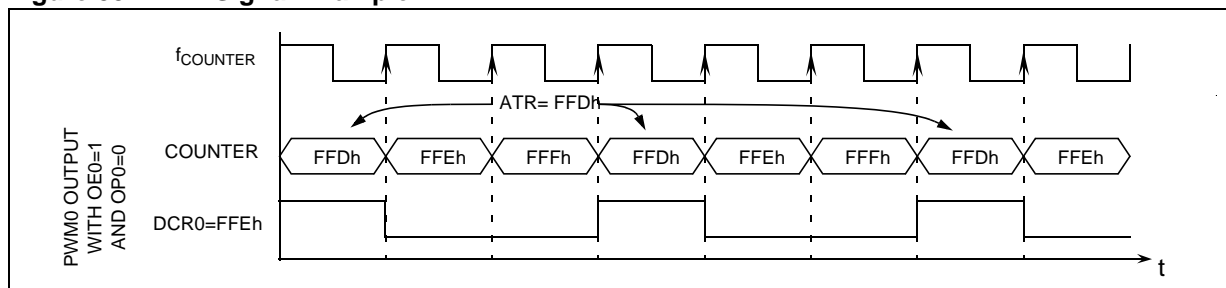 fCOUNTER
ATR= FFDh
COUNTER
FFDh FFEh FFFh FFDh FFEh FFFh FFDh FFEh
PWM0 OUTPUT
WITH OE0=1
AND OP0=0
DCR0=FFEh
t